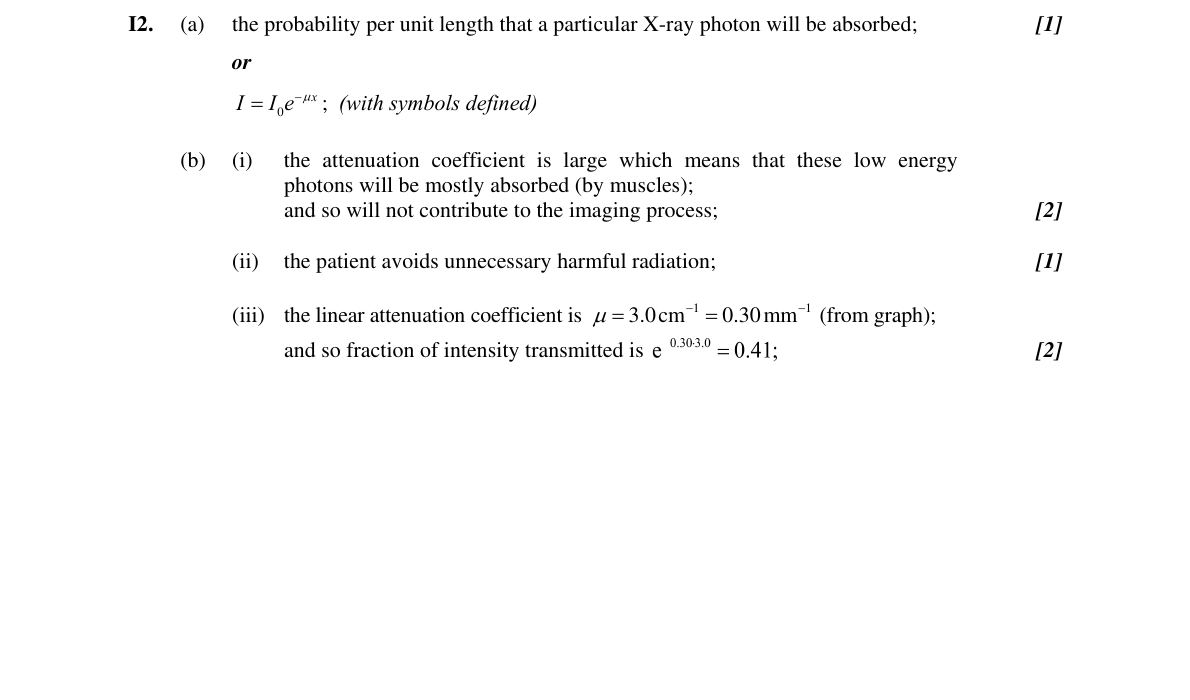 I2. (a) the probability per unit length that a particular X-ray photon will be absorbed; [1]
or
I = I₀e⁻μx ; (with symbols defined)
(b) (i) the attenuation coefficient is large which means that these low energy
photons will be mostly absorbed (by muscles);
and so will not contribute to the imaging process; [2]
(ii) the patient avoids unnecessary harmful radiation; [1]
(iii) the linear attenuation coefficient is μ = 3.0 cm⁻¹ = 0.30 mm⁻¹ (from graph);
and so fraction of intensity transmitted is e ^0.30·3.0 = 0.41; [2]